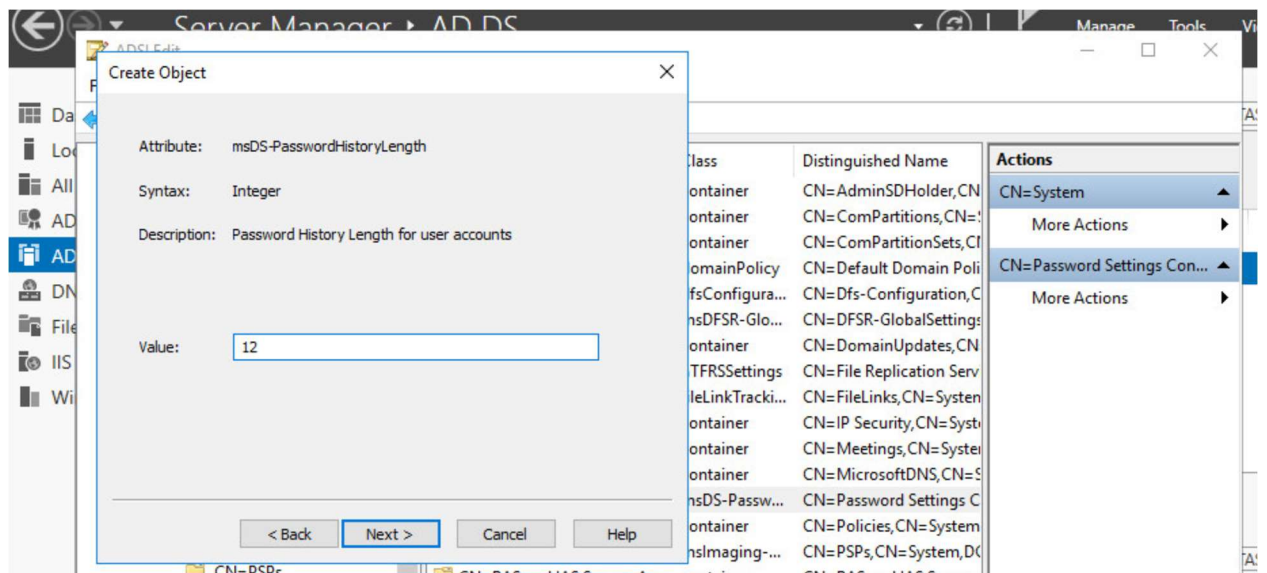 Server Manager ▸ AD DS
Manage Tools Vi
ADSI Edit
Create Object
Da
Loc
All
AD
AD
DN
File
IIS
Wi
Attribute: msDS-PasswordHistoryLength
Syntax: Integer
Description: Password History Length for user accounts
Value: 12
< Back Next > Cancel Help
Class Distinguished Name
ontainer CN=AdminSDHolder,CN
ontainer CN=ComPartitions,CN=S
ontainer CN=ComPartitionSets,CN
omainPolicy CN=Default Domain Poli
fsConfigura... CN=Dfs-Configuration,C
nsDFSR-Glo... CN=DFSR-GlobalSettings
ontainer CN=DomainUpdates,CN
TFRSSettings CN=File Replication Serv
leLinkTracki... CN=FileLinks,CN=System
ontainer CN=IP Security,CN=Syste
ontainer CN=Meetings,CN=System
ontainer CN=MicrosoftDNS,CN=S
nsDS-Passw... CN=Password Settings C
ontainer CN=Policies,CN=System
nsImaging-... CN=PSPs,CN=System,DC
Actions
CN=System
More Actions
CN=Password Settings Con...
More Actions
CN=PSPs